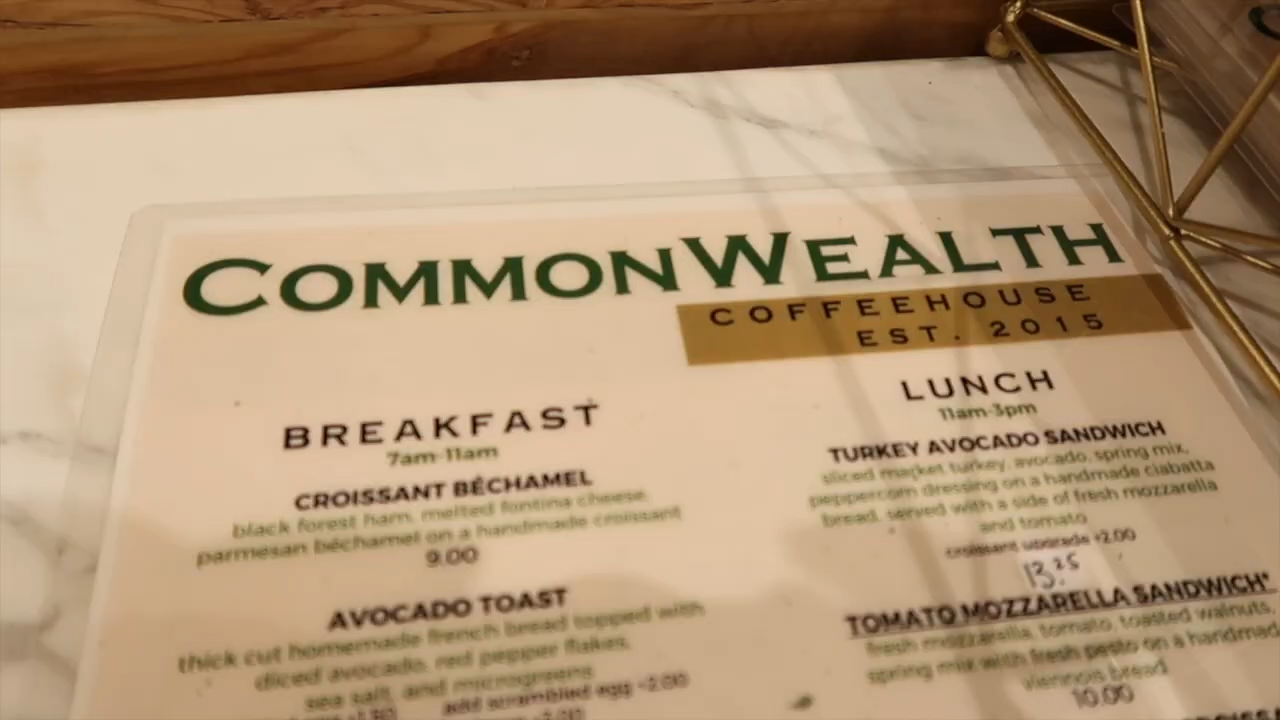 COMMONWEALTH
COFFEEHOUSE
EST. 2015
BREAKFAST
7am-11am
CROISSANT BÉCHAMEL
black forest ham, melted fontina cheese,
parmesan béchamel on a handmade croissant
9.00
AVOCADO TOAST
thick cut homemade french bread topped with
diced avocado, red pepper flakes,
sea salt, and microgreens
add scrambled egg +2.00
LUNCH
11am-3pm
TURKEY AVOCADO SANDWICH
sliced market turkey, avocado, spring mix,
peppercorn dressing on a handmade ciabatta
bread, served with a side of fresh mozzarella
and tomato
croissant upgrade +2.00
13.25
TOMATO MOZZARELLA SANDWICH*
fresh mozzarella, tomato, toasted walnuts,
spring mix with fresh pesto on a handmad
viennois bread
10.00